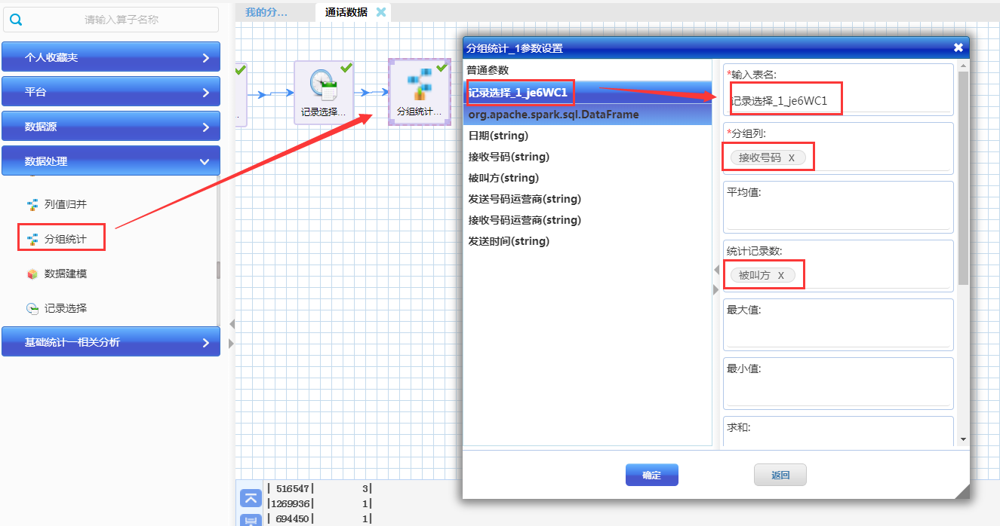 请输入算子名称
个人收藏夹
平台
数据源
数据处理
列值归并
分组统计
数据建模
记录选择
基础统计—相关分析
我的分...
通话数据
...
记录选择...
分组统计...
分组统计_1参数设置
普通参数
记录选择_1_je6WC1
org.apache.spark.sql.DataFrame
日期(string)
接收号码(string)
被叫方(string)
发送号码运营商(string)
接收号码运营商(string)
发送时间(string)
*输入表名:
记录选择_1_je6WC1
*分组列:
接收号码 X
平均值:
统计记录数:
被叫方 X
最大值:
最小值:
求和:
确定
返回
| 516547| 3|
|1269936| 1|
| 694450| 1|